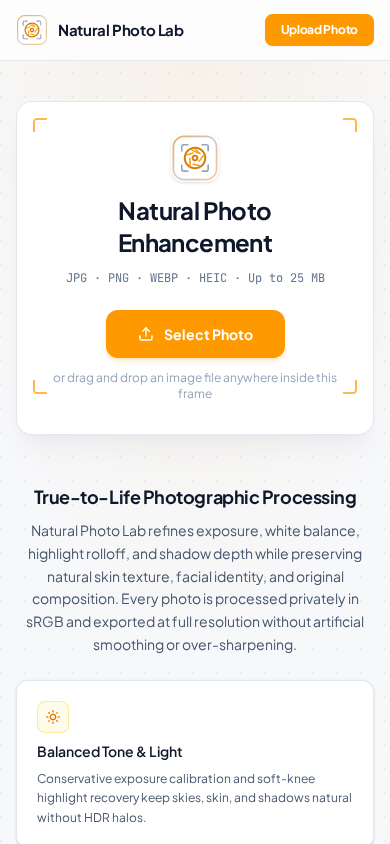 Natural Photo Lab
Upload Photo
Natural Photo
Enhancement
JPG · PNG · WEBP · HEIC · Up to 25 MB
Select Photo
or drag and drop an image file anywhere inside this
frame
True-to-Life Photographic Processing
Natural Photo Lab refines exposure, white balance,
highlight rolloff, and shadow depth while preserving
natural skin texture, facial identity, and original
composition. Every photo is processed privately in
sRGB and exported at full resolution without artificial
smoothing or over-sharpening.
Balanced Tone & Light
Conservative exposure calibration and soft-knee
highlight recovery keep skies, skin, and shadows natural
without HDR halos.